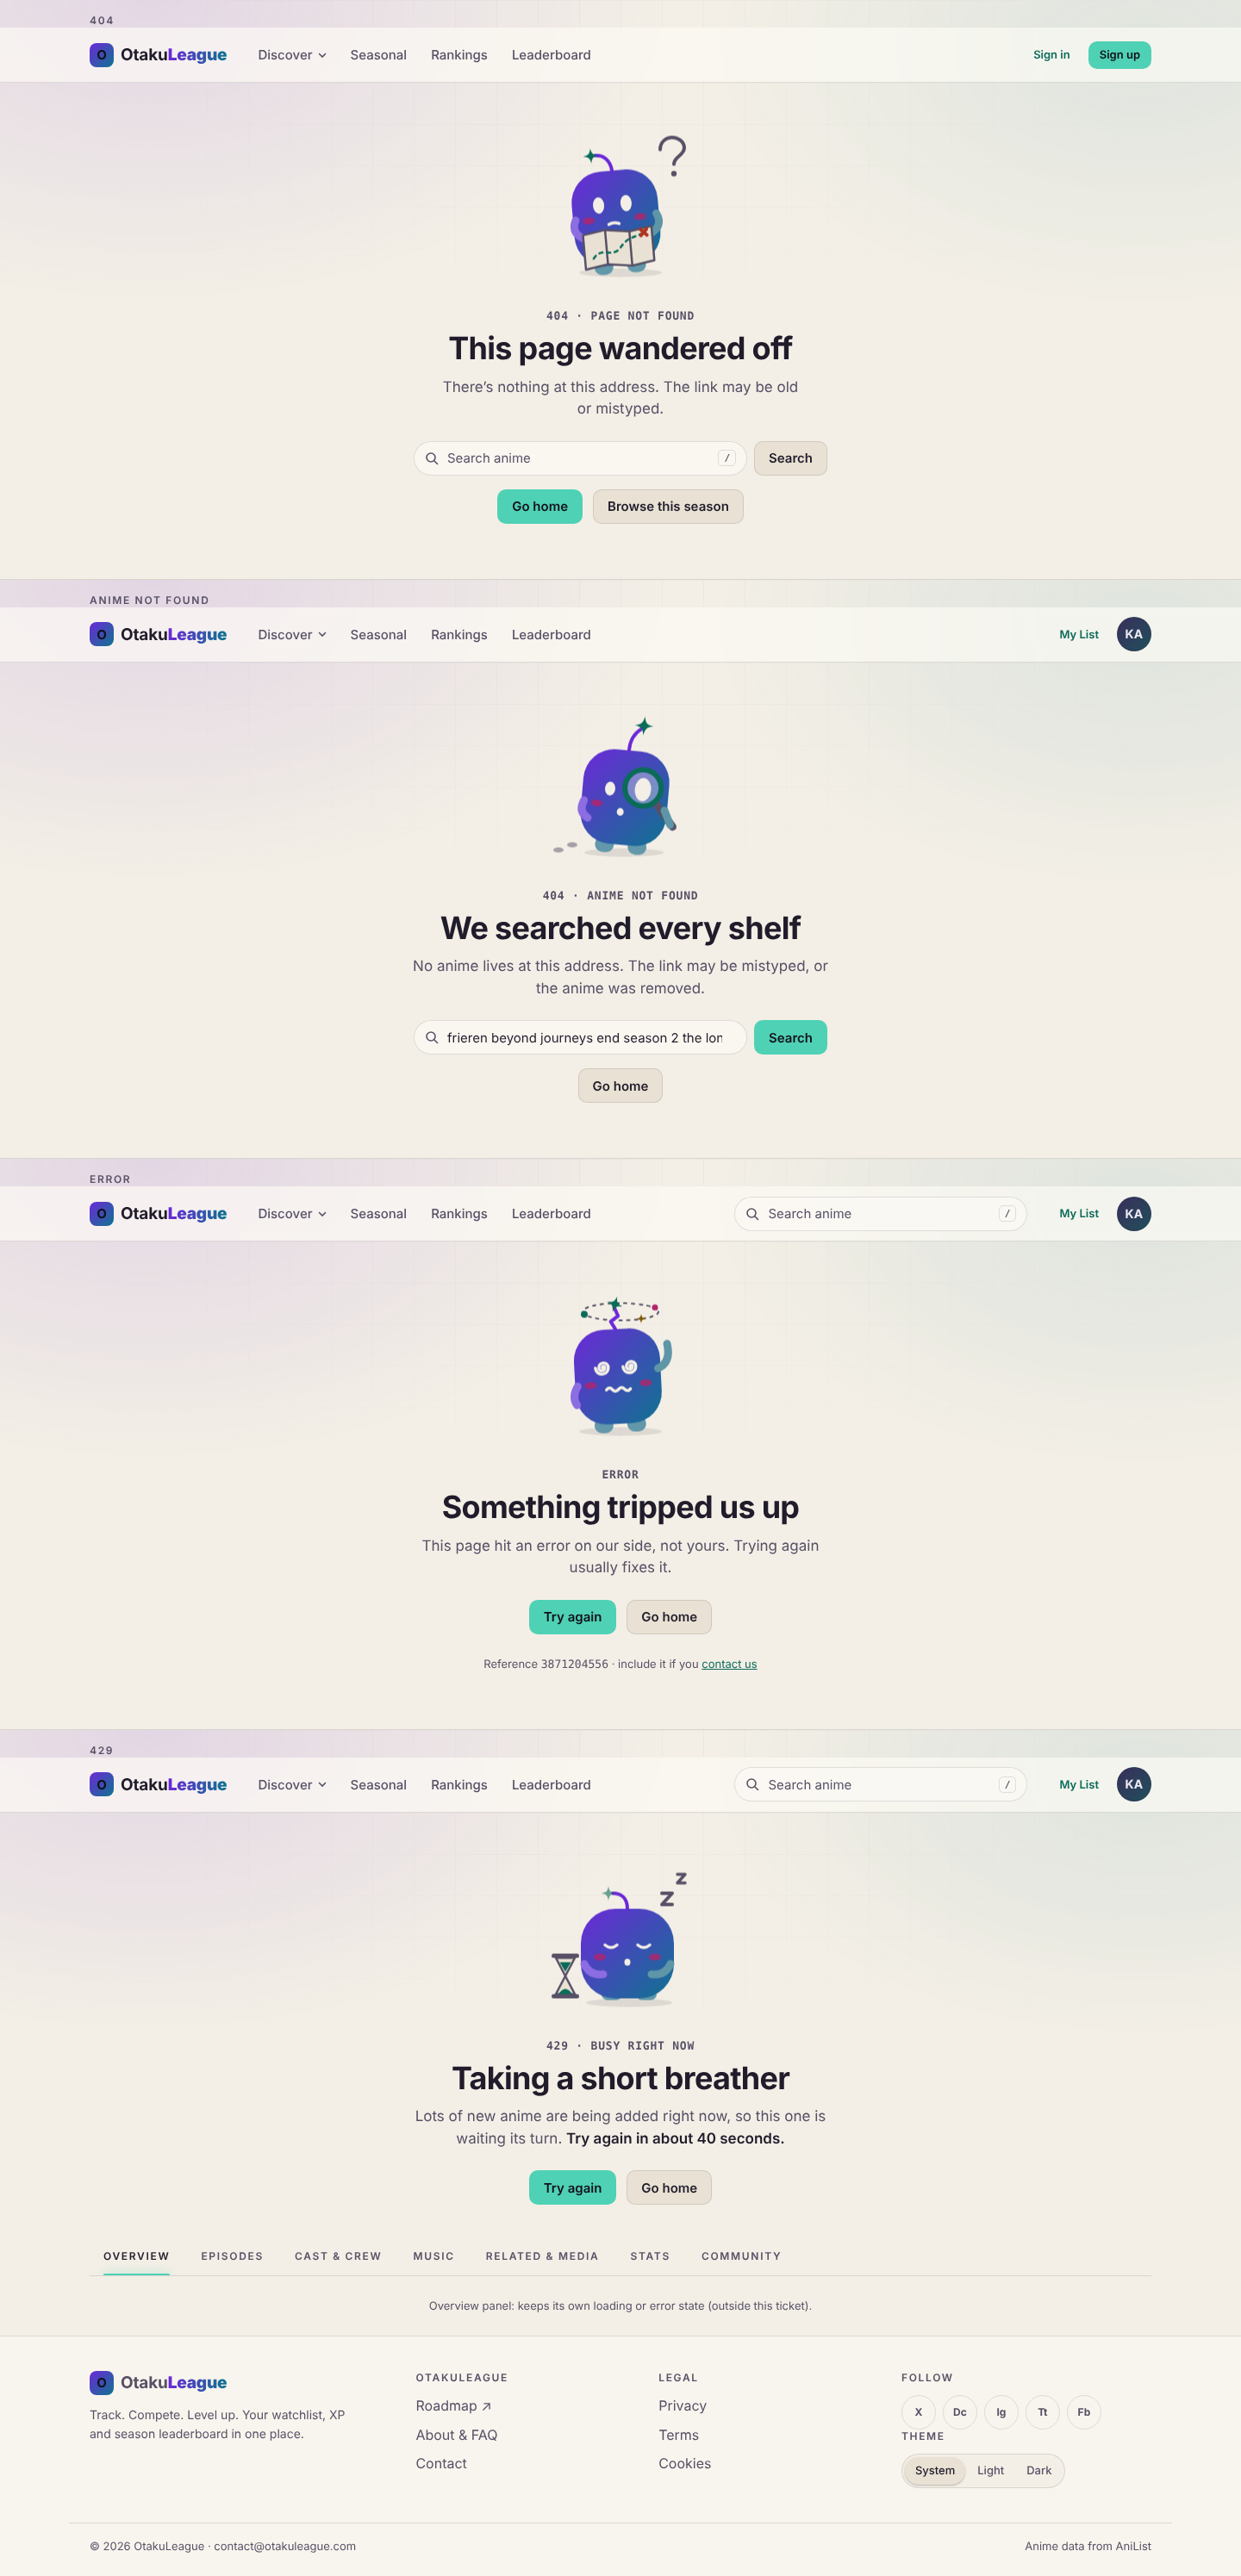 404
O OtakuLeague Discover Seasonal Rankings Leaderboard Sign in Sign up
?
404 · PAGE NOT FOUND
This page wandered off
There’s nothing at this address. The link may be old
or mistyped.
Search anime / Search
Go home Browse this season
ANIME NOT FOUND
O OtakuLeague Discover Seasonal Rankings Leaderboard My List KA
404 · ANIME NOT FOUND
We searched every shelf
No anime lives at this address. The link may be mistyped, or
the anime was removed.
frieren beyond journeys end season 2 the lon Search
Go home
ERROR
O OtakuLeague Discover Seasonal Rankings Leaderboard Search anime / My List KA
ERROR
Something tripped us up
This page hit an error on our side, not yours. Trying again
usually fixes it.
Try again Go home
Reference 3871204556 · include it if you contact us
429
O OtakuLeague Discover Seasonal Rankings Leaderboard Search anime / My List KA
z
z
429 · BUSY RIGHT NOW
Taking a short breather
Lots of new anime are being added right now, so this one is
waiting its turn. Try again in about 40 seconds.
Try again Go home
OVERVIEW EPISODES CAST & CREW MUSIC RELATED & MEDIA STATS COMMUNITY
Overview panel: keeps its own loading or error state (outside this ticket).
O OtakuLeague
Track. Compete. Level up. Your watchlist, XP
and season leaderboard in one place.
OTAKULEAGUE
Roadmap ↗
About & FAQ
Contact
LEGAL
Privacy
Terms
Cookies
FOLLOW
X Dc Ig Tt Fb
THEME
System Light Dark
© 2026 OtakuLeague · contact@otakuleague.com Anime data from AniList